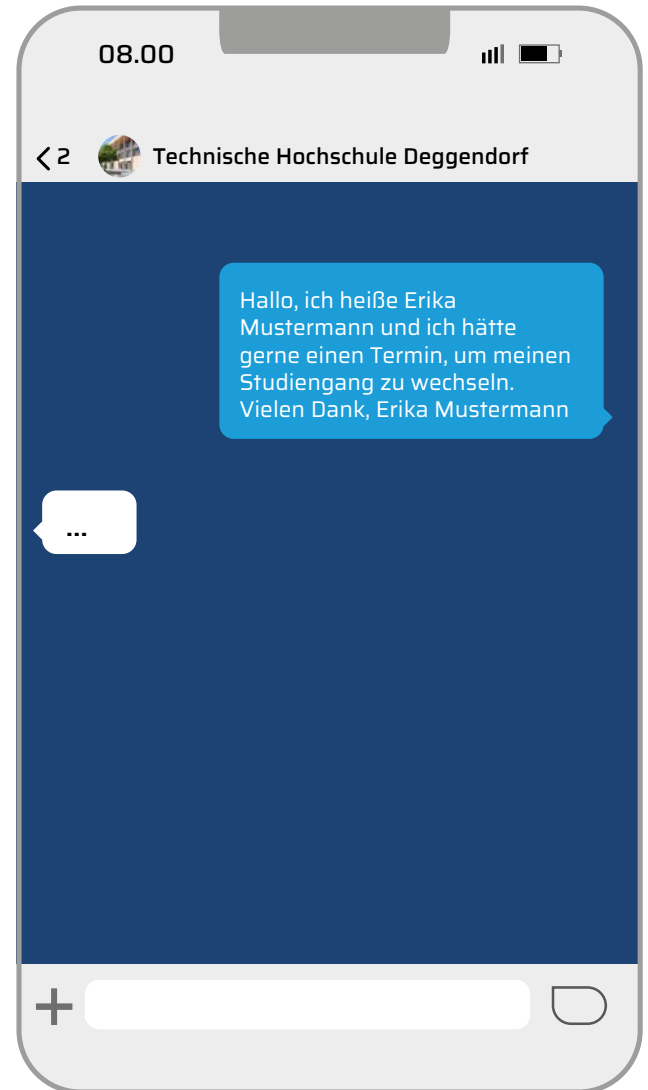 08.00
2
Technische Hochschule Deggendorf
Hallo, ich heiße Erika
Mustermann und ich hätte
gerne einen Termin, um meinen
Studiengang zu wechseln.
Vielen Dank, Erika Mustermann
...